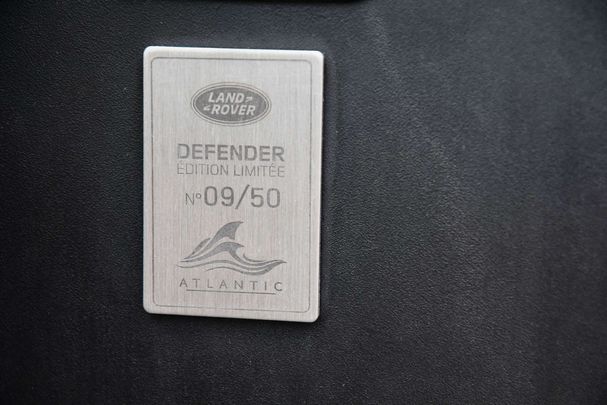 LAND
ROVER
DEFENDER
ÉDITION LIMITÉE
N° 09/50
ATLANTIC